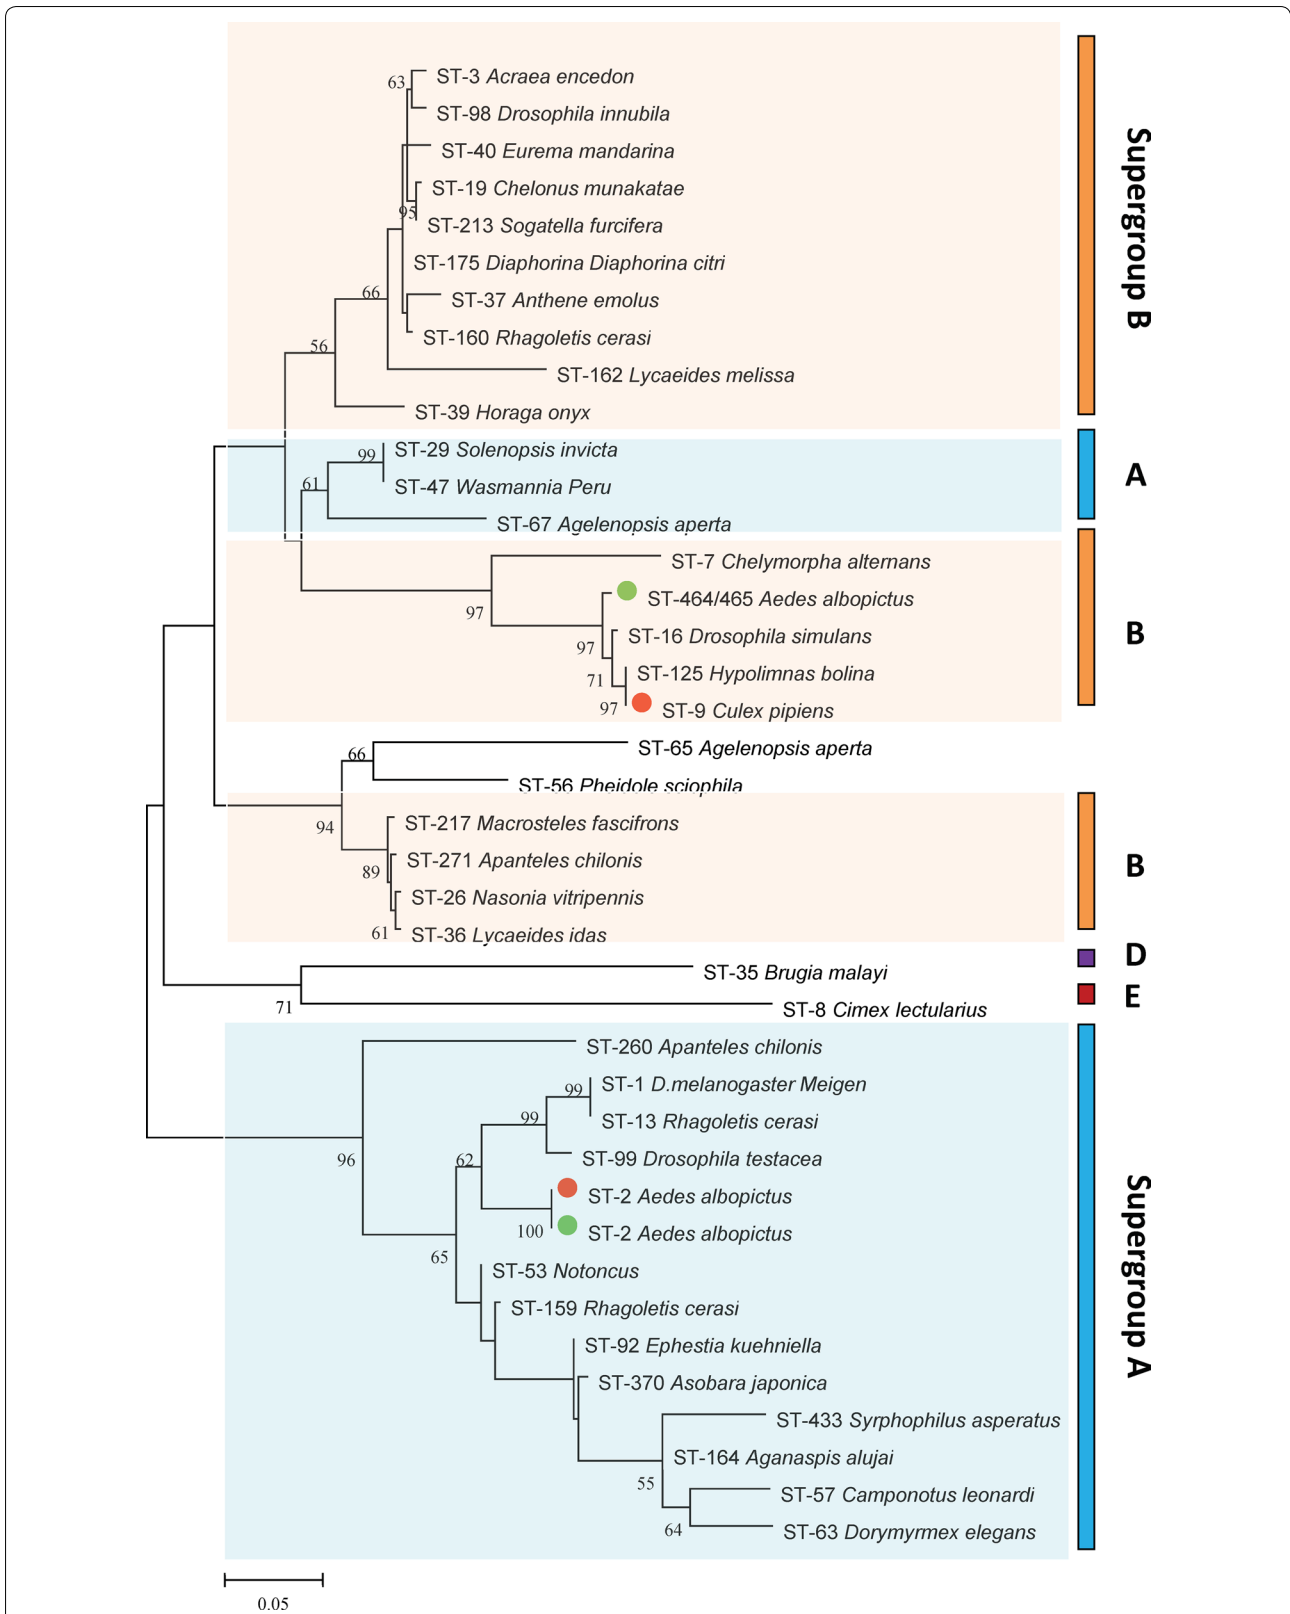 63
ST-3 Acraea encedon
ST-98 Drosophila innubila
ST-40 Eurema mandarina
ST-19 Chelonus munakatae
95
ST-213 Sogatella furcifera
ST-175 Diaphorina Diaphorina citri
66
ST-37 Anthene emolus
ST-160 Rhagoletis cerasi
56
ST-162 Lycaeides melissa
ST-39 Horaga onyx
Supergroup B
99
ST-29 Solenopsis invicta
61
ST-47 Wasmannia Peru
ST-67 Agelenopsis aperta
A
ST-7 Chelymorpha alternans
97
ST-464/465 Aedes albopictus
97
ST-16 Drosophila simulans
71
ST-125 Hypolimnas bolina
97
ST-9 Culex pipiens
B
66
ST-65 Agelenopsis aperta
ST-56 Pheidole sciophila
94
ST-217 Macrosteles fascifrons
89
ST-271 Apanteles chilonis
ST-26 Nasonia vitripennis
61
ST-36 Lycaeides idas
B
ST-35 Brugia malayi
D
71
ST-8 Cimex lectularius
E
ST-260 Apanteles chilonis
99
ST-1 D.melanogaster Meigen
99
ST-13 Rhagoletis cerasi
96
62
ST-99 Drosophila testacea
ST-2 Aedes albopictus
100
ST-2 Aedes albopictus
65
ST-53 Notoncus
ST-159 Rhagoletis cerasi
ST-92 Ephestia kuehniella
ST-370 Asobara japonica
ST-433 Syrphophilus asperatus
ST-164 Aganaspis alujai
55
ST-57 Camponotus leonardi
64
ST-63 Dorymyrmex elegans
Supergroup A
0.05